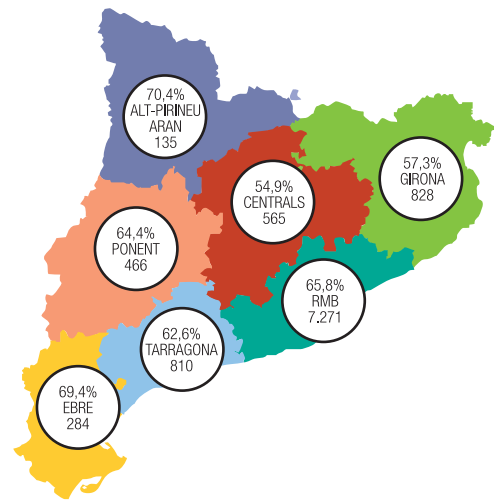 70,4%
ALT-PIRINEU
ARAN
135
57,3%
GIRONA
828
54,9%
CENTRALS
565
64,4%
PONENT
466
65,8%
RMB
7.271
62,6%
TARRAGONA
810
69,4%
EBRE
284